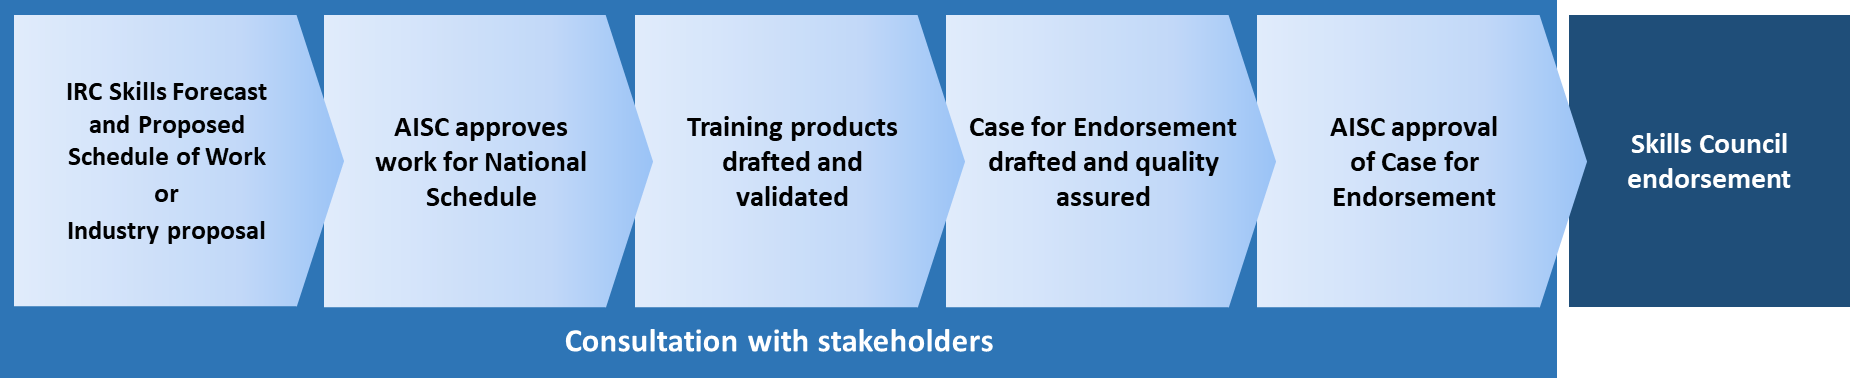 IRC Skills Forecast
and Proposed
Schedule of Work
or
Industry proposal
AISC approves
work for National
Schedule
Training products
drafted and
validated
Case for Endorsement
drafted and quality
assured
AISC approval
of Case for
Endorsement
Skills Council
endorsement
Consultation with stakeholders